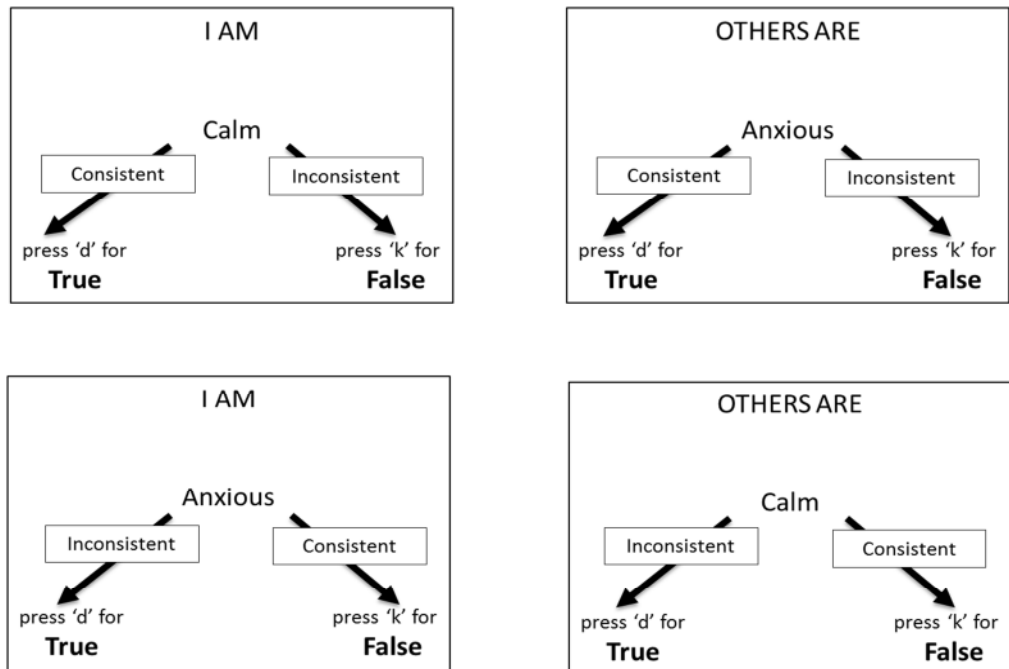 I AM
Calm
Consistent
Inconsistent
press ‘d’ for
True
press ‘k’ for
False
OTHERS ARE
Anxious
Consistent
Inconsistent
press ‘d’ for
True
press ‘k’ for
False
I AM
Anxious
Inconsistent
Consistent
press ‘d’ for
True
press ‘k’ for
False
OTHERS ARE
Calm
Inconsistent
Consistent
press ‘d’ for
True
press ‘k’ for
False